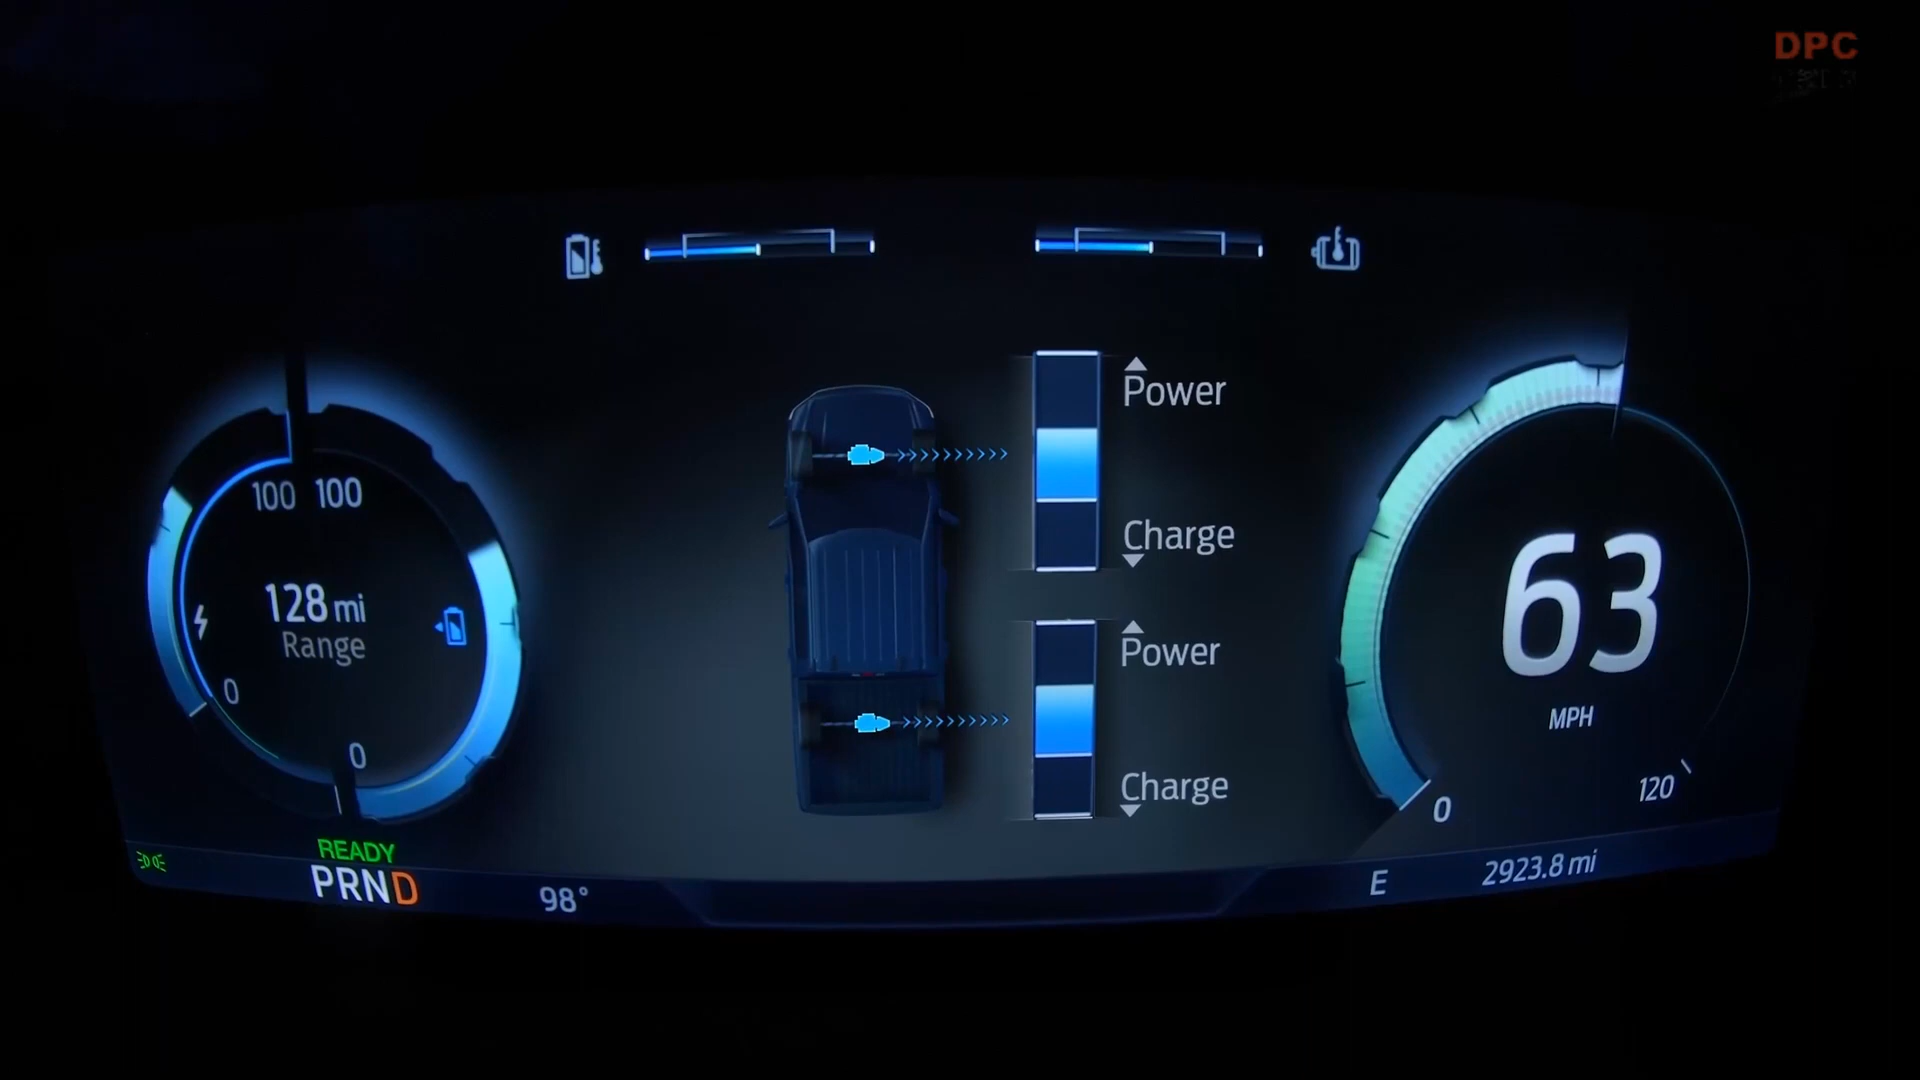 DPC
Power
Charge
Power
Charge
100 100
128 mi
Range
0
0
63
MPH
0
120
READY
PRND
98°
E
2923.8 mi